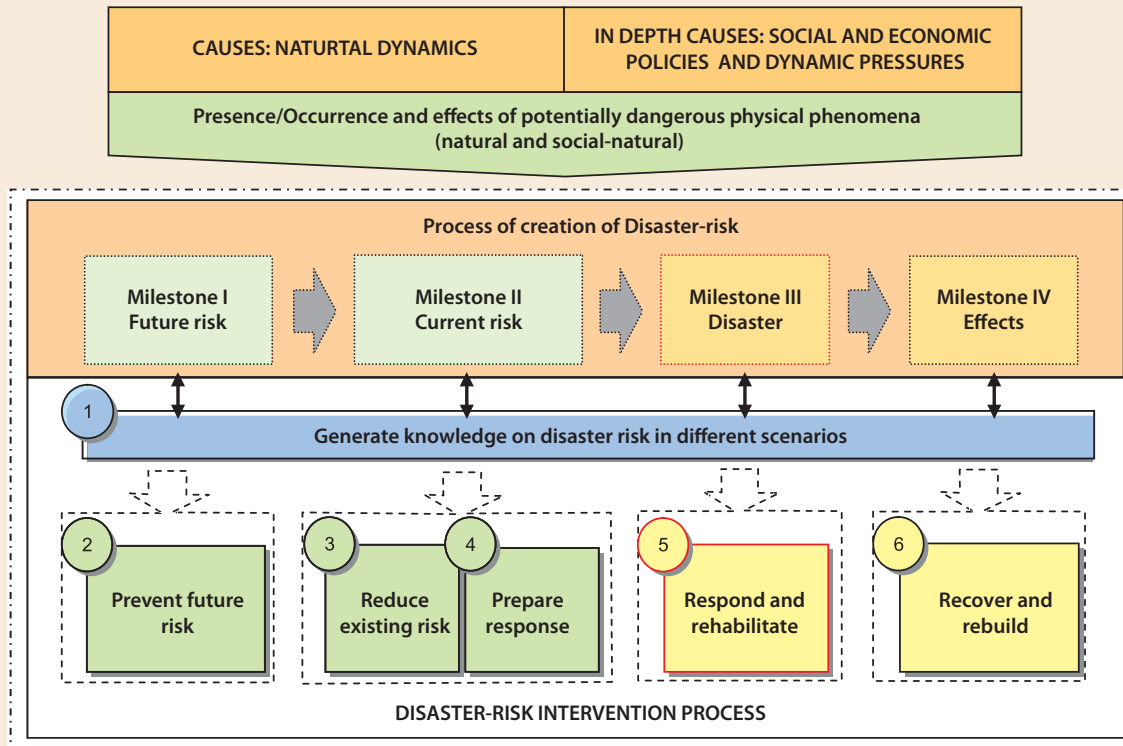 CAUSES: NATURTAL DYNAMICS
IN DEPTH CAUSES: SOCIAL AND ECONOMIC
POLICIES AND DYNAMIC PRESSURES
Presence/Occurrence and effects of potentially dangerous physical phenomena
(natural and social-natural)
Process of creation of Disaster-risk
Milestone I
Future risk
Milestone II
Current risk
Milestone III
Disaster
Milestone IV
Effects
1
Generate knowledge on disaster risk in different scenarios
2
Prevent future
risk
3
Reduce
existing risk
4
Prepare
response
5
Respond and
rehabilitate
6
Recover and
rebuild
DISASTER-RISK INTERVENTION PROCESS